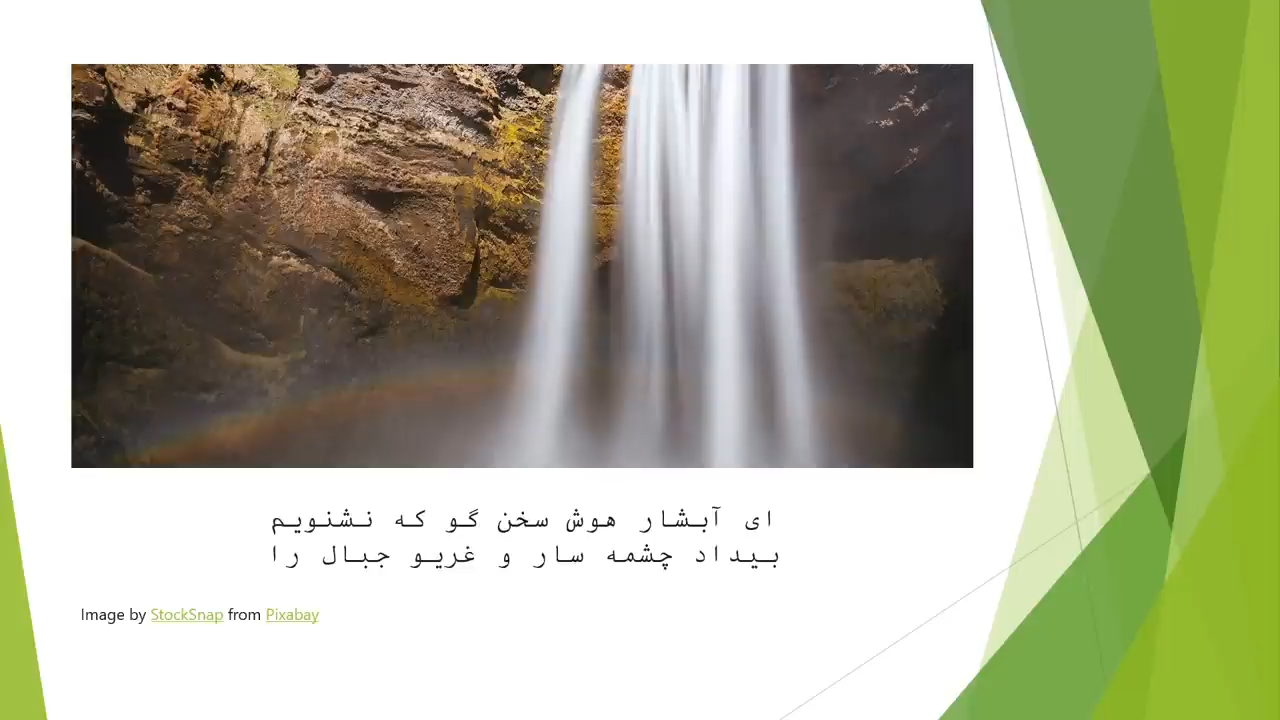 ای آبشار هوش سخن گو که نشنویم
بیداد چشمه سار و غریو جبال را
Image by StockSnap from Pixabay